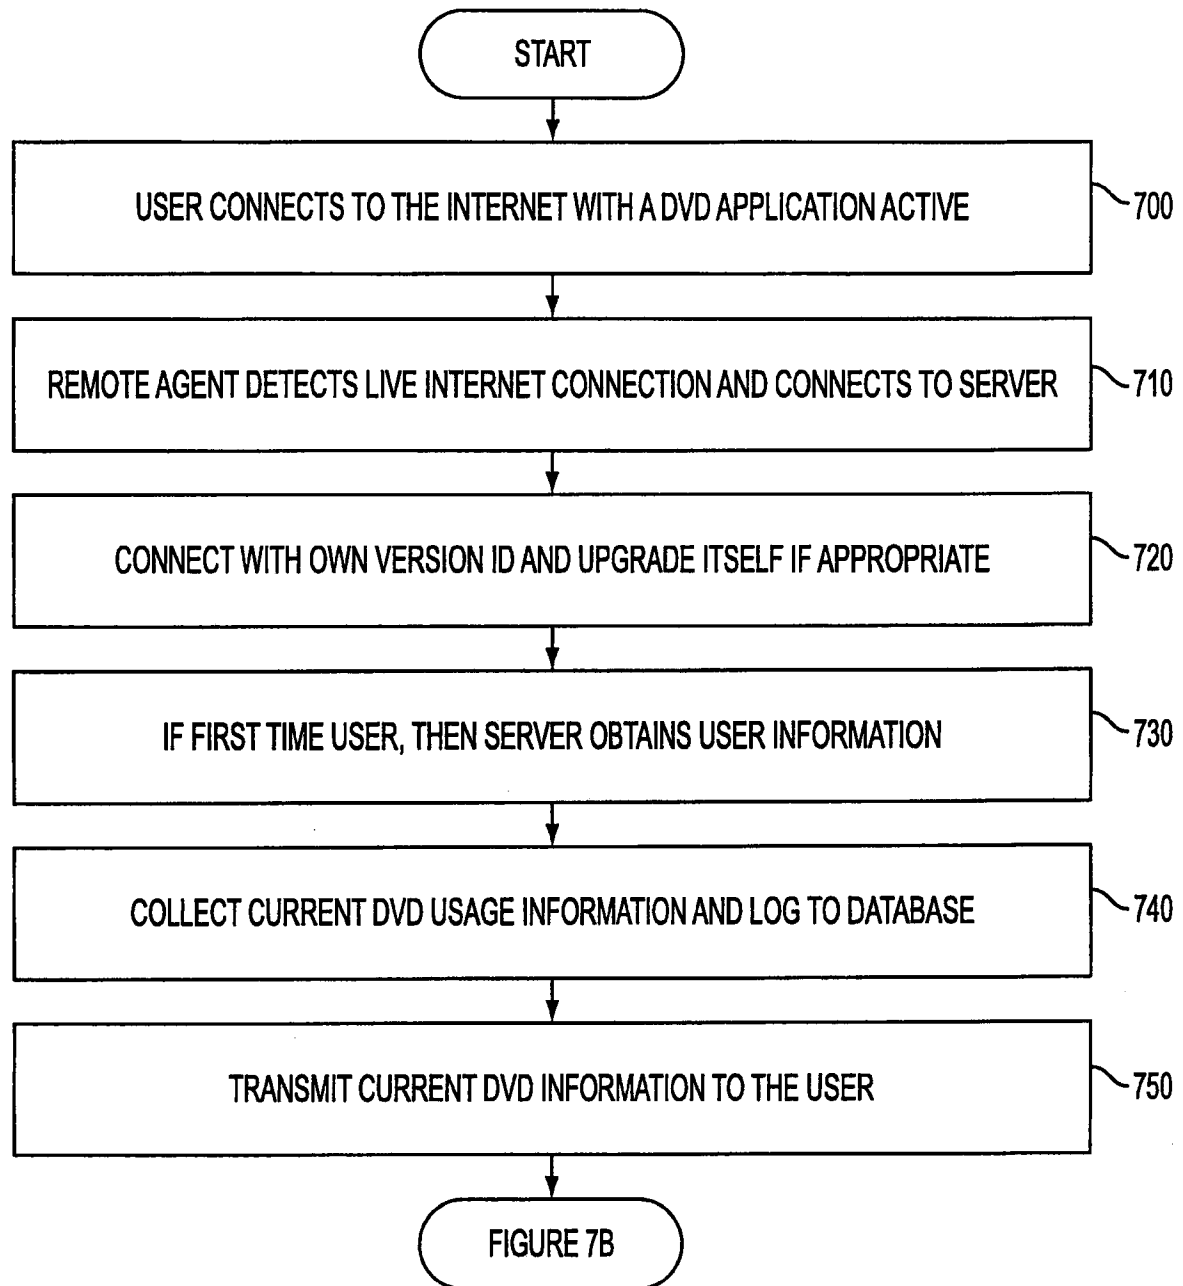 START
USER CONNECTS TO THE INTERNET WITH A DVD APPLICATION ACTIVE
700
REMOTE AGENT DETECTS LIVE INTERNET CONNECTION AND CONNECTS TO SERVER
710
CONNECT WITH OWN VERSION ID AND UPGRADE ITSELF IF APPROPRIATE
720
IF FIRST TIME USER, THEN SERVER OBTAINS USER INFORMATION
730
COLLECT CURRENT DVD USAGE INFORMATION AND LOG TO DATABASE
740
TRANSMIT CURRENT DVD INFORMATION TO THE USER
750
FIGURE 7B